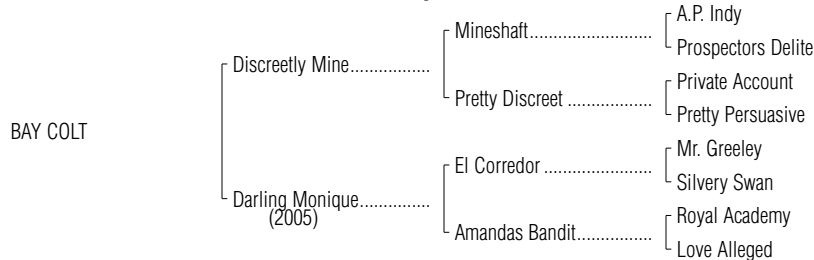 A.P. Indy
Mineshaft...........................
Prospectors Delite
Discreetly Mine.................
Private Account
Pretty Discreet ...................
Pretty Persuasive
BAY COLT
Mr. Greeley
El Corredor ........................
Silvery Swan
Darling Monique...............
(2005)
Royal Academy
Amandas Bandit.................
Love Alleged